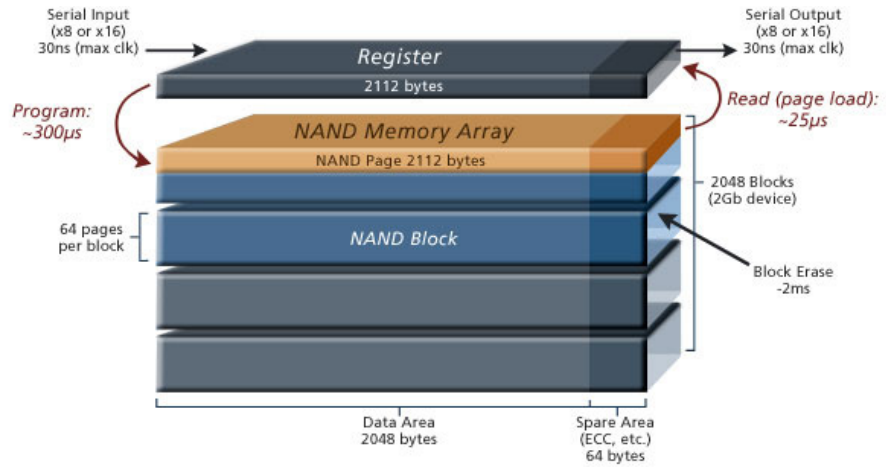 Serial Input
(x8 or x16)
30ns (max clk)
Serial Output
(x8 or x16)
30ns (max clk)
Register
2112 bytes
Program:
~300µs
Read (page load):
~25µs
NAND Memory Array
NAND Page 2112 bytes
2048 Blocks
(2Gb device)
64 pages
per block
NAND Block
Block Erase
-2ms
Data Area
2048 bytes
Spare Area
(ECC, etc.)
64 bytes